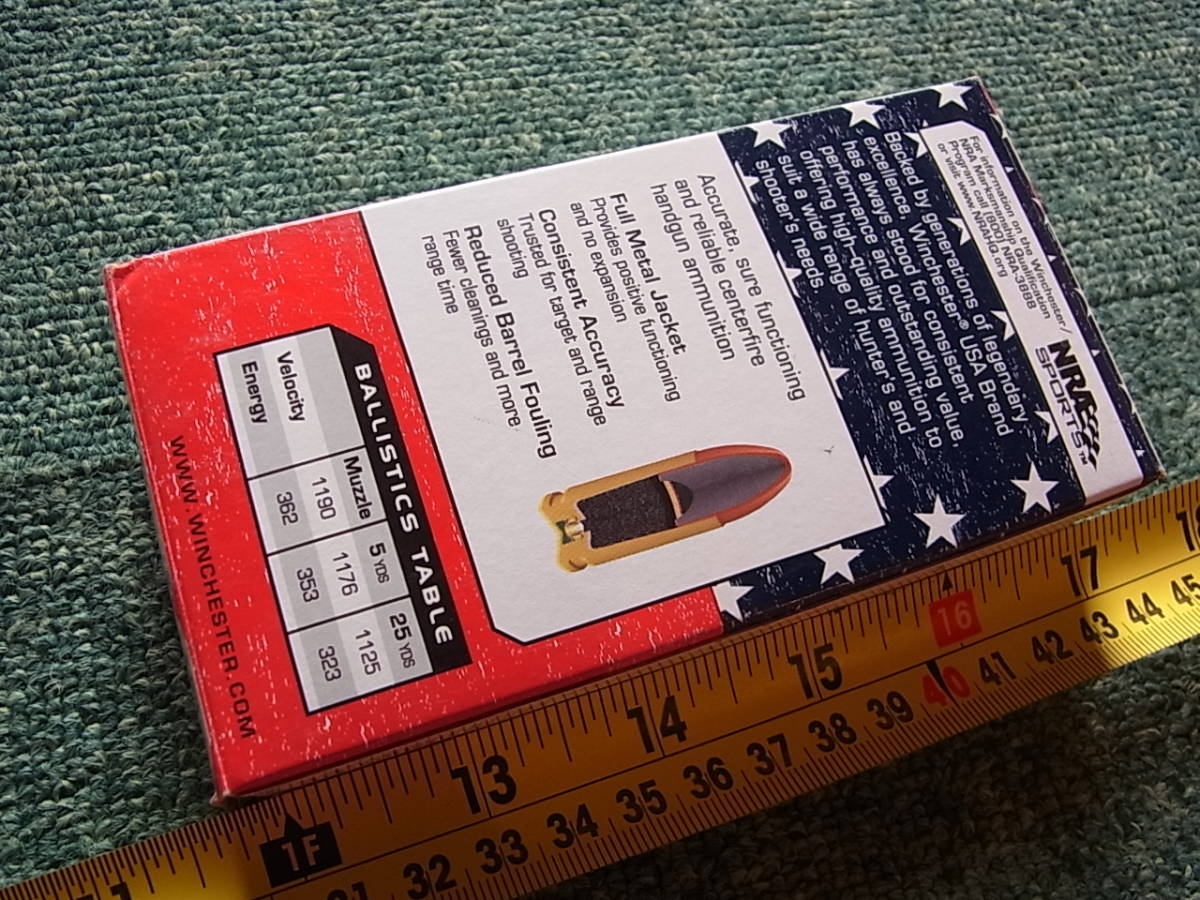 For information on the Winchester/
NRA Marksmanship Qualification
Program call (800) NRA-3888
or visit www.NRAHQ.org
NRA
SPORTS™
Backed by generations of legendary
excellence, Winchester® USA Brand
has always stood for consistent
performance and outstanding value,
offering high-quality ammunition to
suit a wide range of hunter's and
shooter's needs.
Accurate, sure functioning
and reliable centerfire
handgun ammunition
Full Metal Jacket
Provides positive functioning
and no expansion
Consistent Accuracy
Trusted for target and range
shooting
Reduced Barrel Fouling
Fewer cleanings and more
range time
BALLISTICS TABLE
Muzzle 5 YDS 25 YDS
Velocity 1190 1176 1125
Energy 362 353 323
WWW.WINCHESTER.COM
1F 13 14 15 16 17
31 32 33 34 35 36 37 38 39 40 41 42 43 44 45